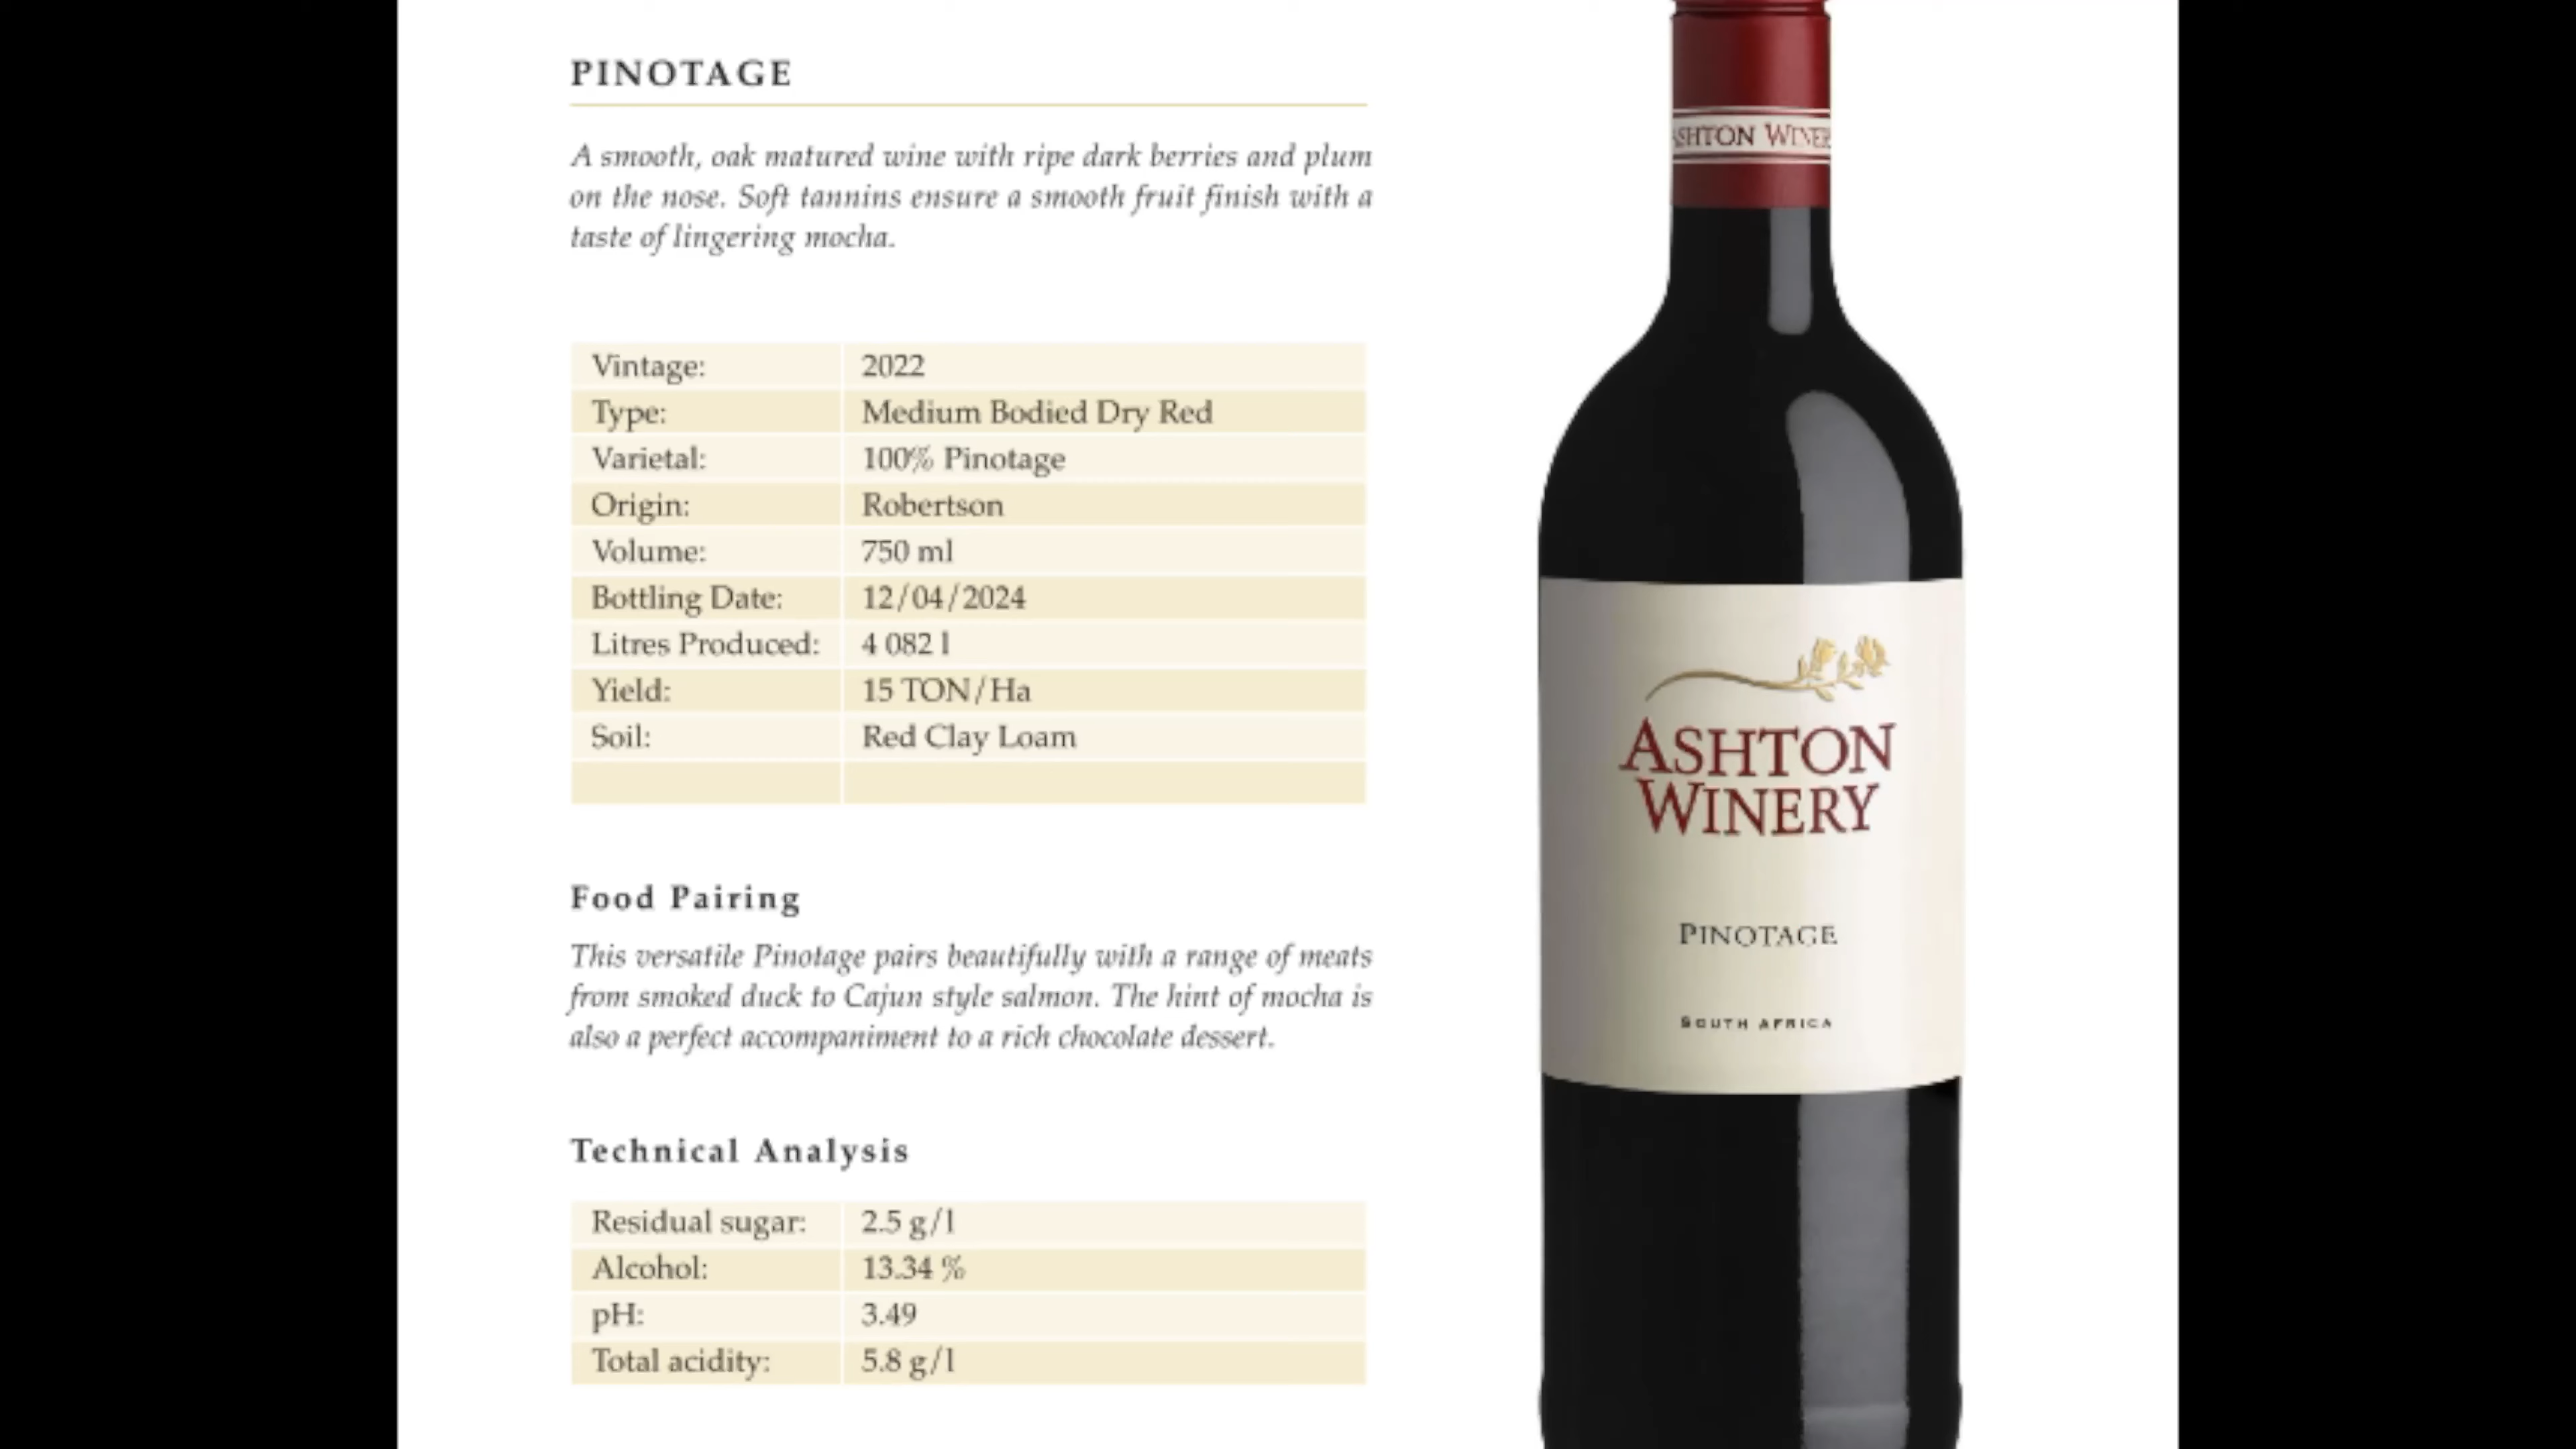 PINOTAGE
A smooth, oak matured wine with ripe dark berries and plum
on the nose. Soft tannins ensure a smooth fruit finish with a
taste of lingering mocha.
Vintage: 2022
Type: Medium Bodied Dry Red
Varietal: 100% Pinotage
Origin: Robertson
Volume: 750 ml
Bottling Date: 12/04/2024
Litres Produced: 4 082 l
Yield: 15 TON/Ha
Soil: Red Clay Loam
Food Pairing
This versatile Pinotage pairs beautifully with a range of meats
from smoked duck to Cajun style salmon. The hint of mocha is
also a perfect accompaniment to a rich chocolate dessert.
Technical Analysis
Residual sugar: 2.5 g/l
Alcohol: 13.34 %
pH: 3.49
Total acidity: 5.8 g/l
ASHTON WINERY
ASHTON
WINERY
PINOTAGE
SOUTH AFRICA